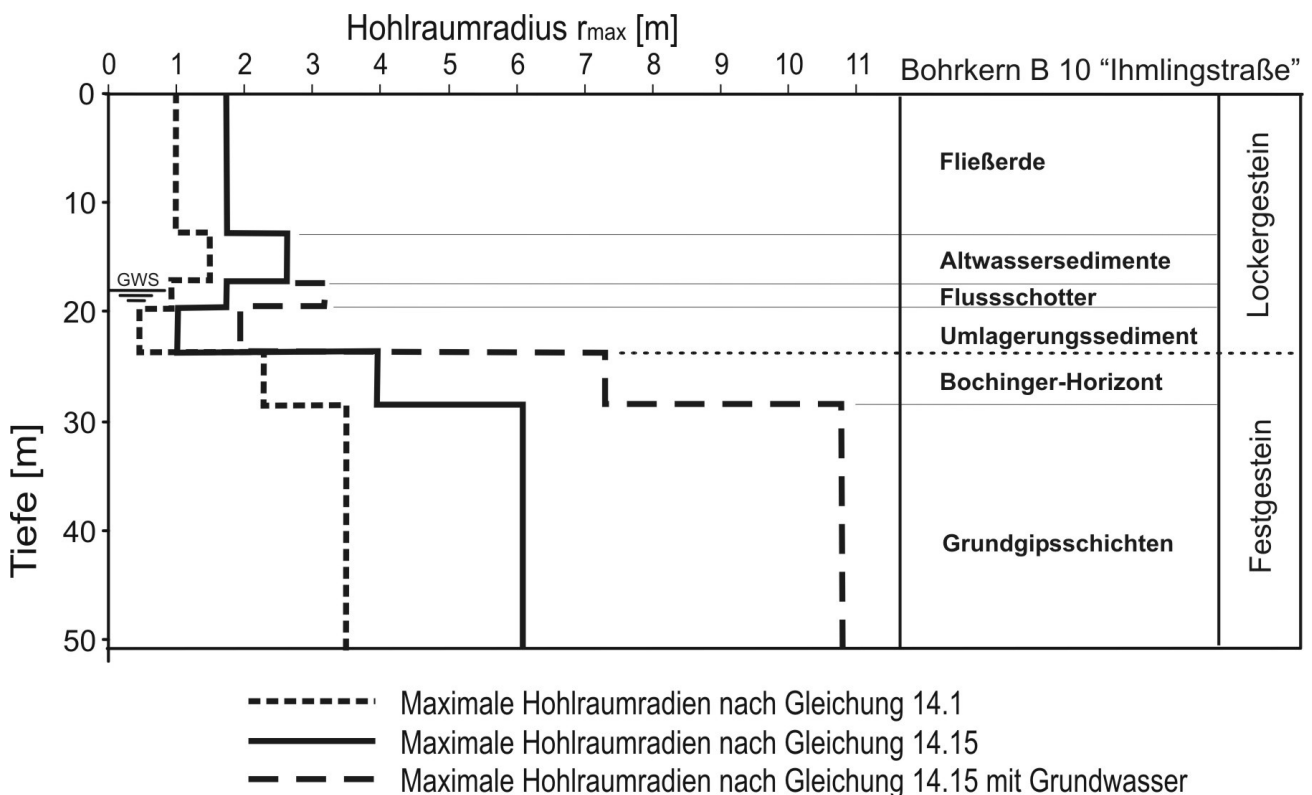 Hohlraumradius rmax [m]
0 1 2 3 4 5 6 7 8 9 10 11
Bohrkern B 10 “Ihmlingstraße”
0
10
20
30
40
50
Tiefe [m]
GWS
Fließerde
Altwassersedimente
Flussschotter
Umlagerungssediment
Bochinger-Horizont
Grundgipsschichten
Lockergestein
Festgestein
Maximale Hohlraumradien nach Gleichung 14.1
Maximale Hohlraumradien nach Gleichung 14.15
Maximale Hohlraumradien nach Gleichung 14.15 mit Grundwasser